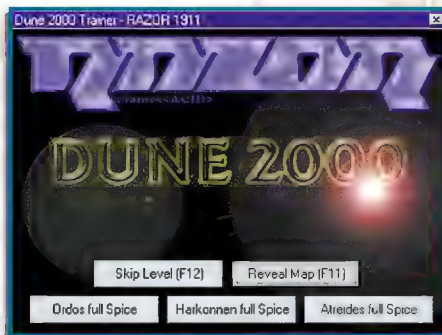 Dune 2000 Trainer - RAZOR 1911
DUNE 2000
Skip Level (F12)
Reveal Map (F11)
Ordos full Spice
Harkonnen full Spice
Atreides full Spice